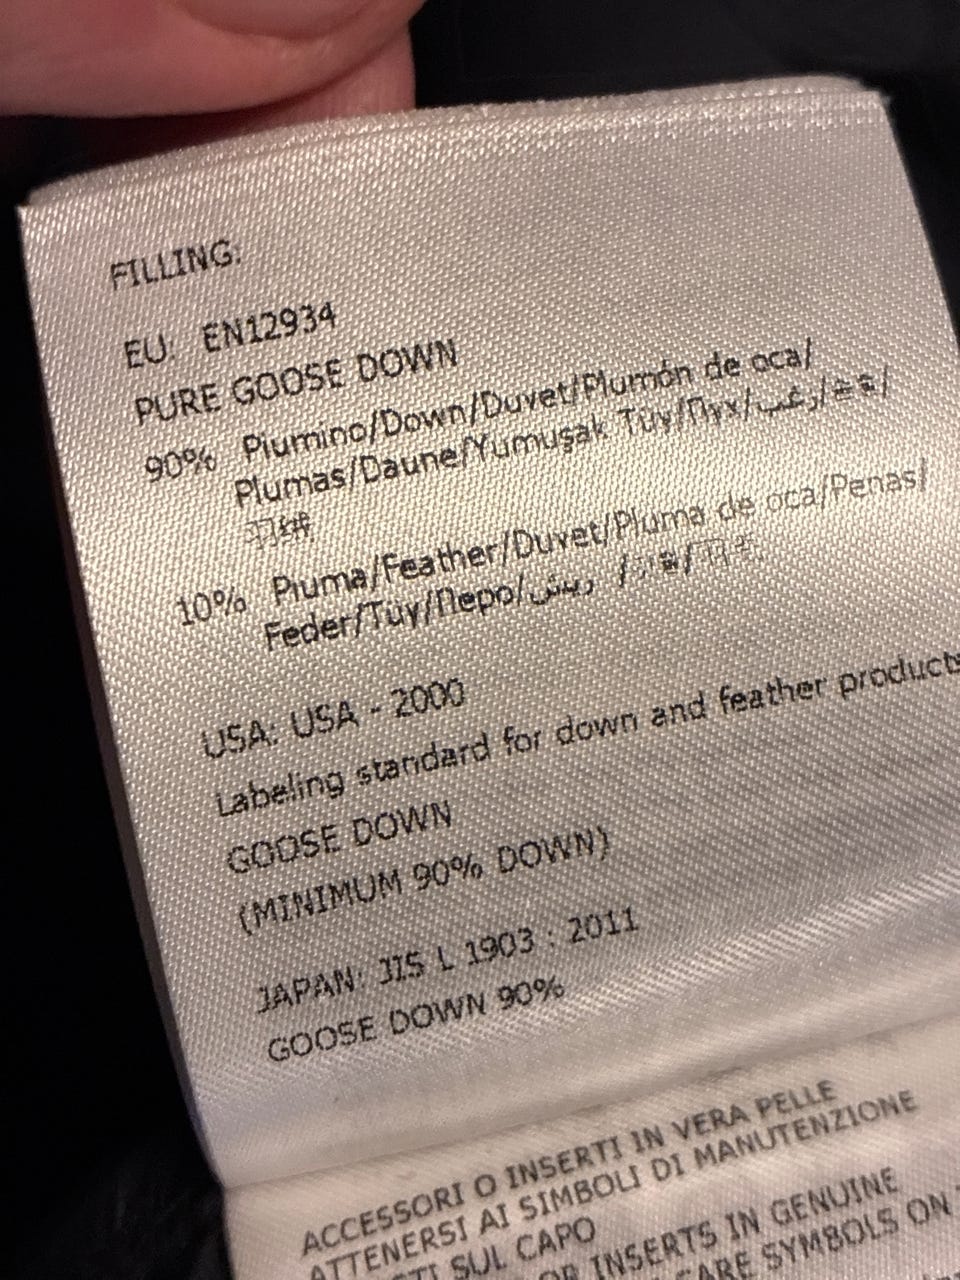 FILLING:
EU: EN12934
PURE GOOSE DOWN
90% Piumino/Down/Duvet/Plumón de oca/
Plumas/Daune/Yumuşak Tüy/Пух/زغب/
羽绒
10% Piuma/Feather/Duvet/Pluma de oca/Penas/
Feder/Tüy/Перо/ریش /
USA: USA - 2000
Labeling standard for down and feather products
GOOSE DOWN
(MINIMUM 90% DOWN)
JAPAN: JIS L 1903 : 2011
GOOSE DOWN 90%
ACCESSORI O INSERTI IN VERA PELLE
ATTENERSI AI SIMBOLI DI MANUTENZIONE
SUL CAPO
OR INSERTS IN GENUINE
CARE SYMBOLS ON